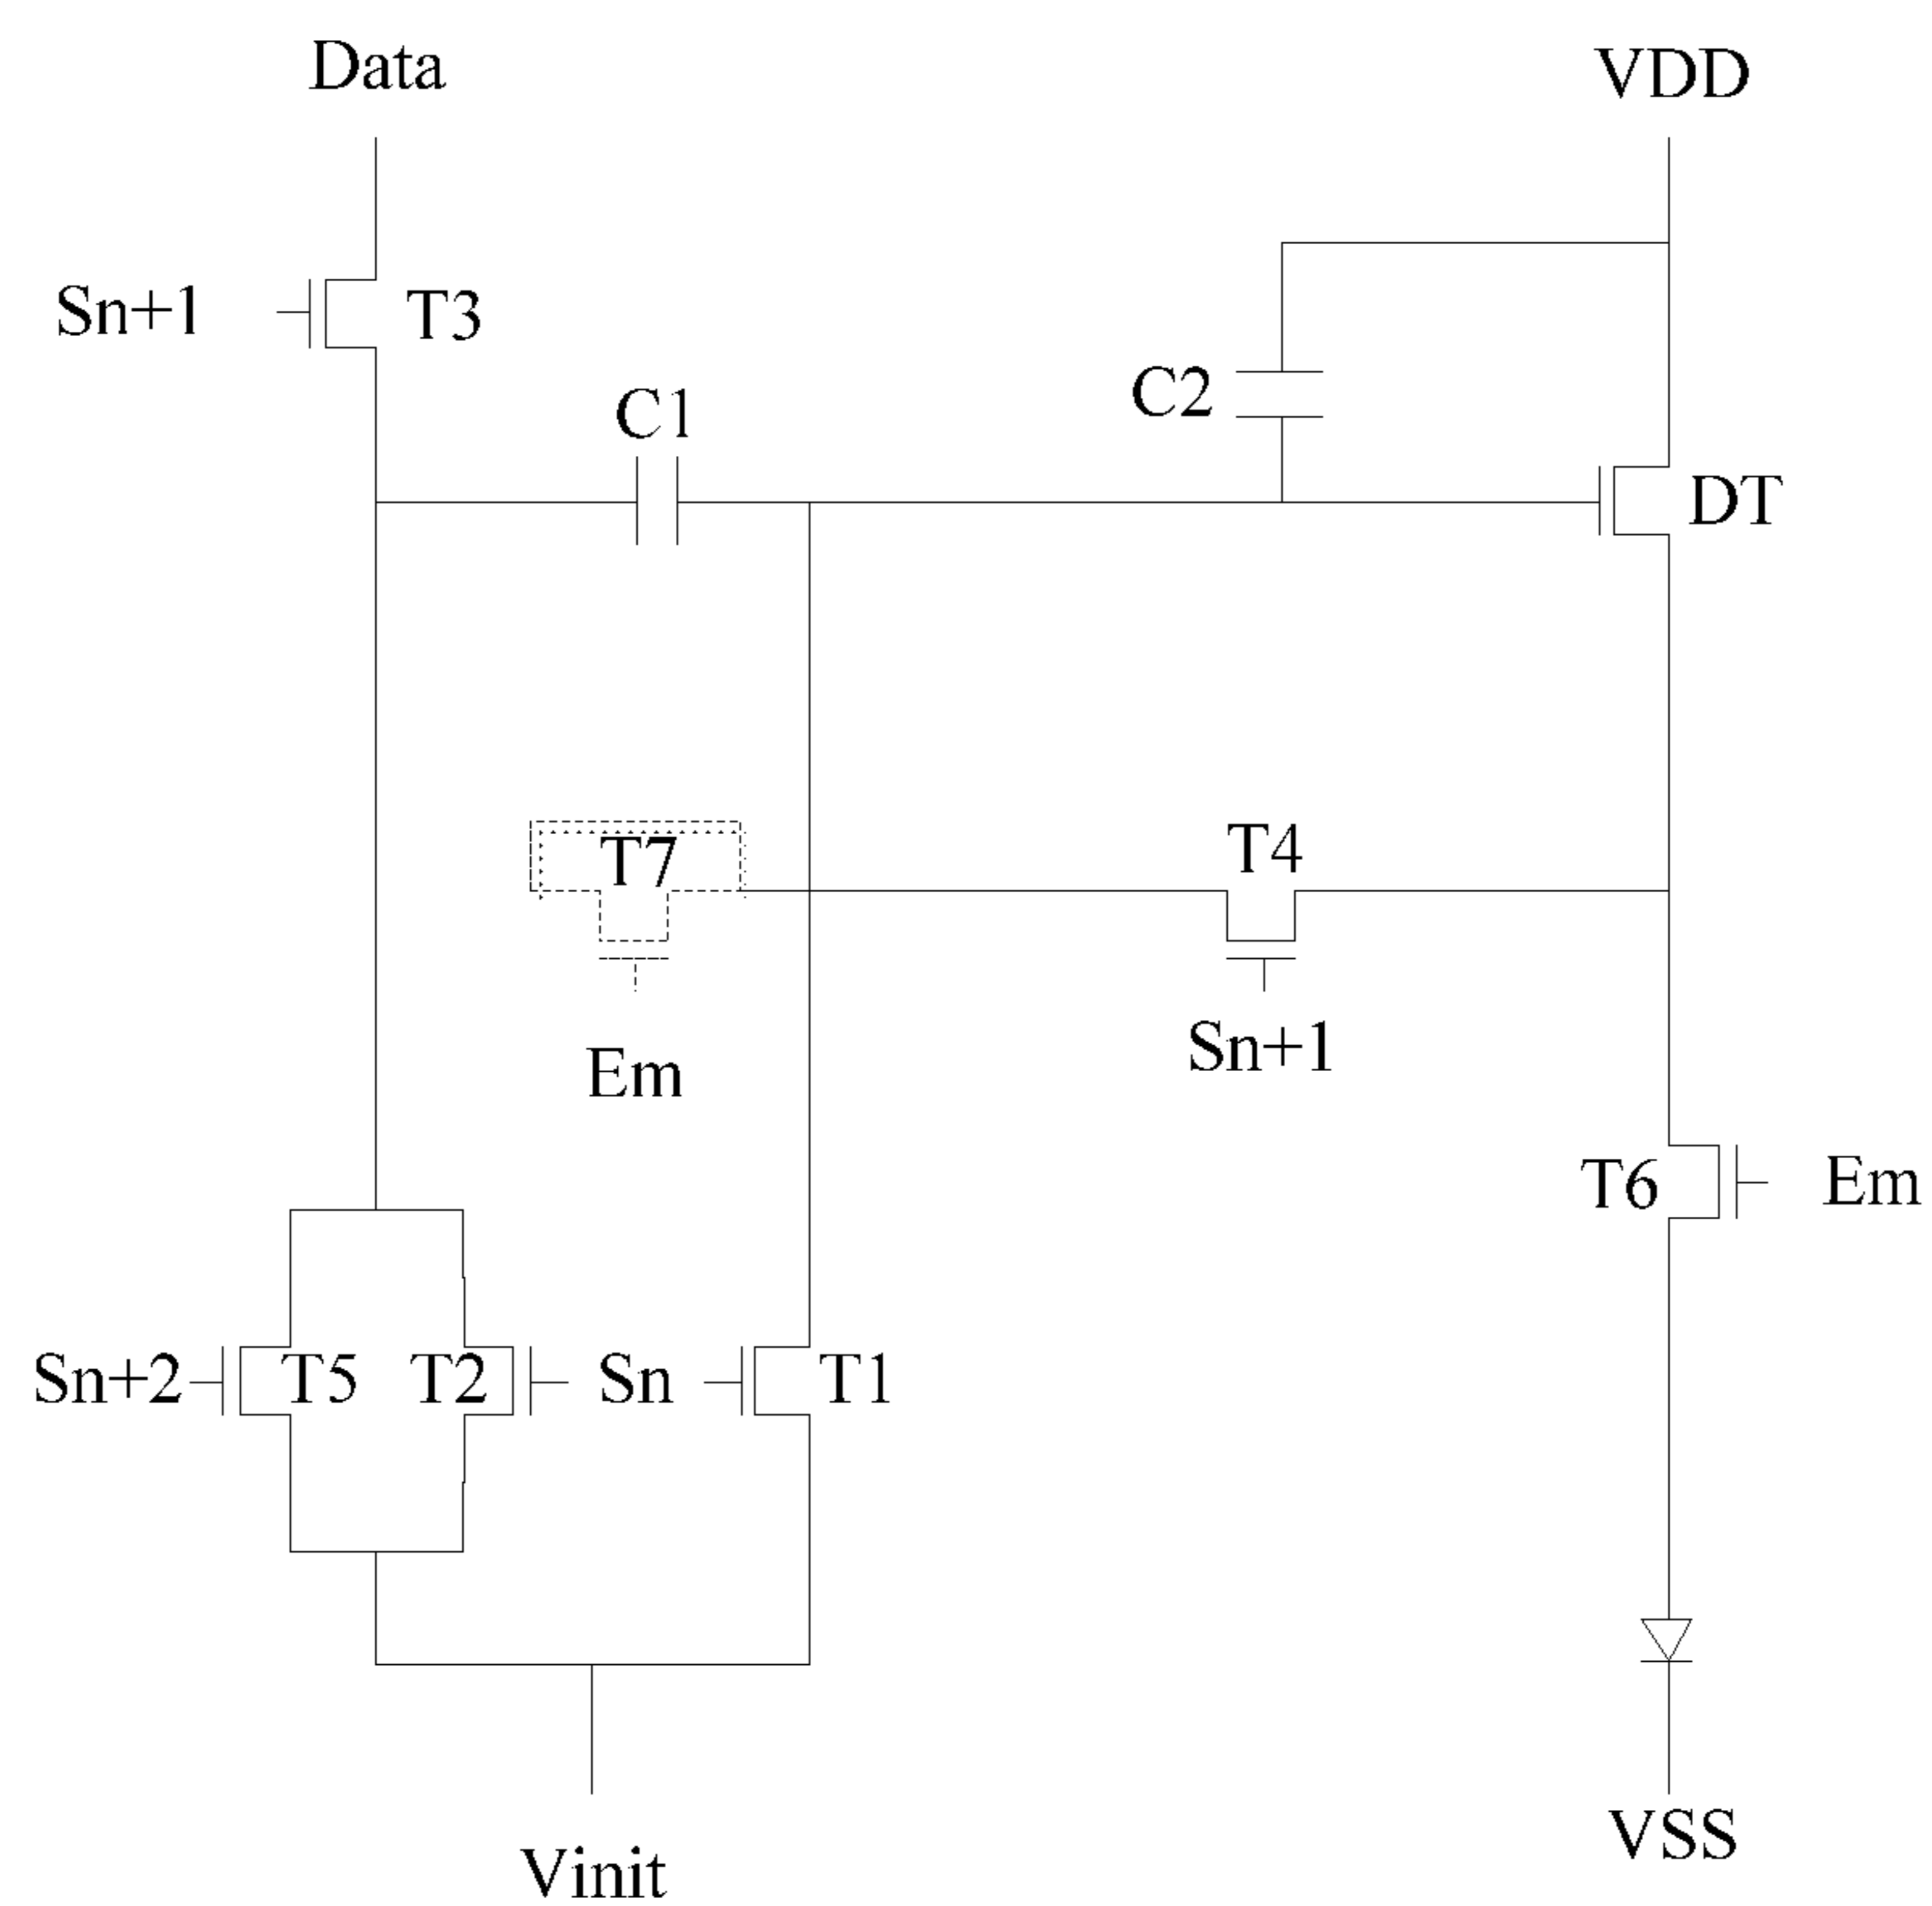 Data
VDD
Sn+1
T3
C1
C2
DT
T7
T4
Em
Sn+1
T6
Em
Sn+2
T5
T2
Sn
T1
Vinit
VSS